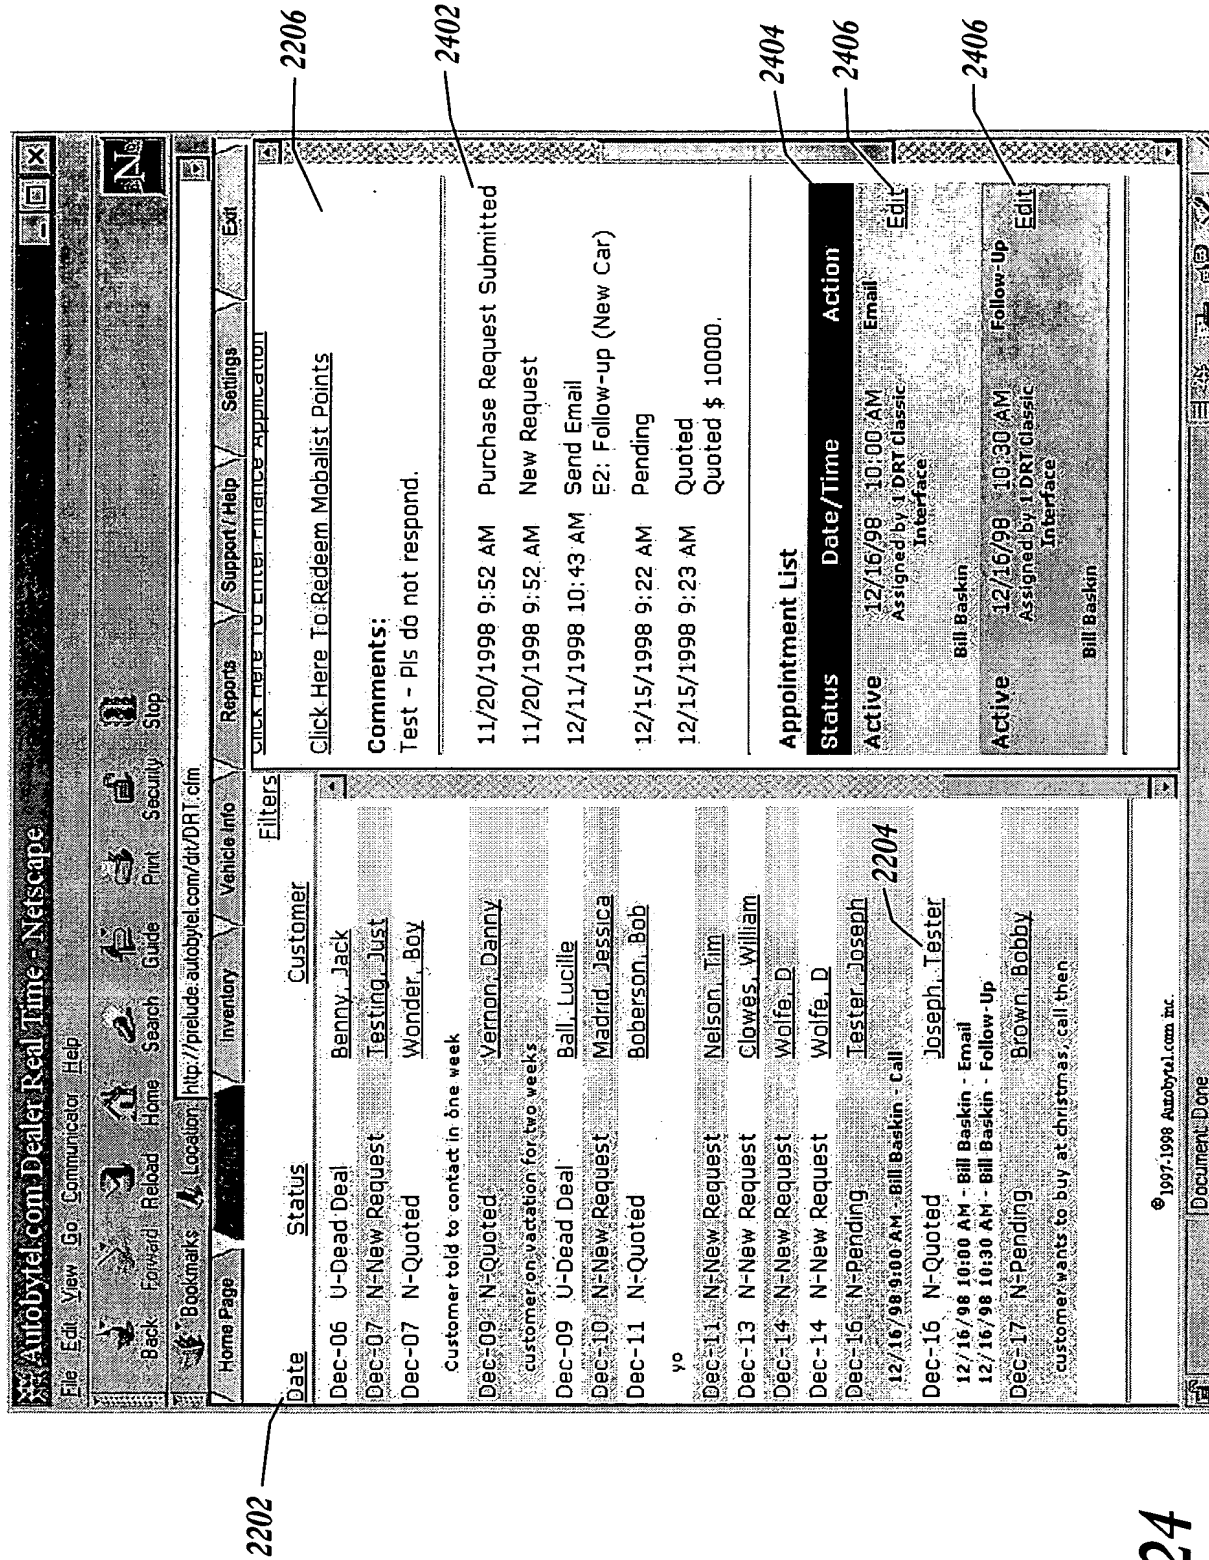 Autobytel.com Dealer Real Time - Netscape
File Edit View Go Communicator Help
Back Forward Reload Home Search Guide Print Security Stop
N
Bookmarks Location: http://prelude.autobytel.com/drt/DRT.cfm
Home Page Inventory Vehicle Info Reports Support / Help Settings Exit
2202
Date Status Customer Filters
Dec-06 U-Dead Deal Benny, Jack
Dec-07 N-New Request Testing, Just
Dec-07 N-Quoted Wonder, Boy
Customer told to contact in one week
Dec-09 N-Quoted Vernon, Danny
customer on vactation for two weeks
Dec-09 U-Dead Deal Ball, Lucille
Dec-10 N-New Request Madrid, Jessica
Dec-11 N-Quoted Boberson, Bob
yo
Dec-11 N-New Request Nelson, Tim
Dec-13 N-New Request Clowes, William
Dec-14 N-New Request Wolfe, D
Dec-14 N-New Request Wolfe, D
Dec-16 N-Pending Tester, Joseph
12/16/98 9:00 AM - Bill Baskin - Call
2204
Dec-16 N-Quoted Joseph, Tester
12/16/98 10:00 AM - Bill Baskin - Email
12/16/98 10:30 AM - Bill Baskin - Follow-Up
Dec-17 N-Pending Brown, Bobby
customer wants to buy at christmas, call then
© 1997-1998 Autobytel.com inc.
Click Here To Enter Finance Application
Click Here To Redeem Mobalist Points
2206
Comments:
Test - Pls do not respond.
2402
11/20/1998 9:52 AM Purchase Request Submitted
11/20/1998 9:52 AM New Request
12/11/1998 10:43 AM Send Email
E2: Follow-up (New Car)
12/15/1998 9:22 AM Pending
12/15/1998 9:23 AM Quoted
Quoted $ 10000.
Appointment List
2404
Status Date/Time Action
Active 12/16/98 10:00 AM Email
Assigned by 1 DRT Classic Edit
Interface
Bill Baskin
2406
Active 12/16/98 10:30 AM Follow-Up
Assigned by 1 DRT Classic Edit
Interface
Bill Baskin
2406
Document Done
24